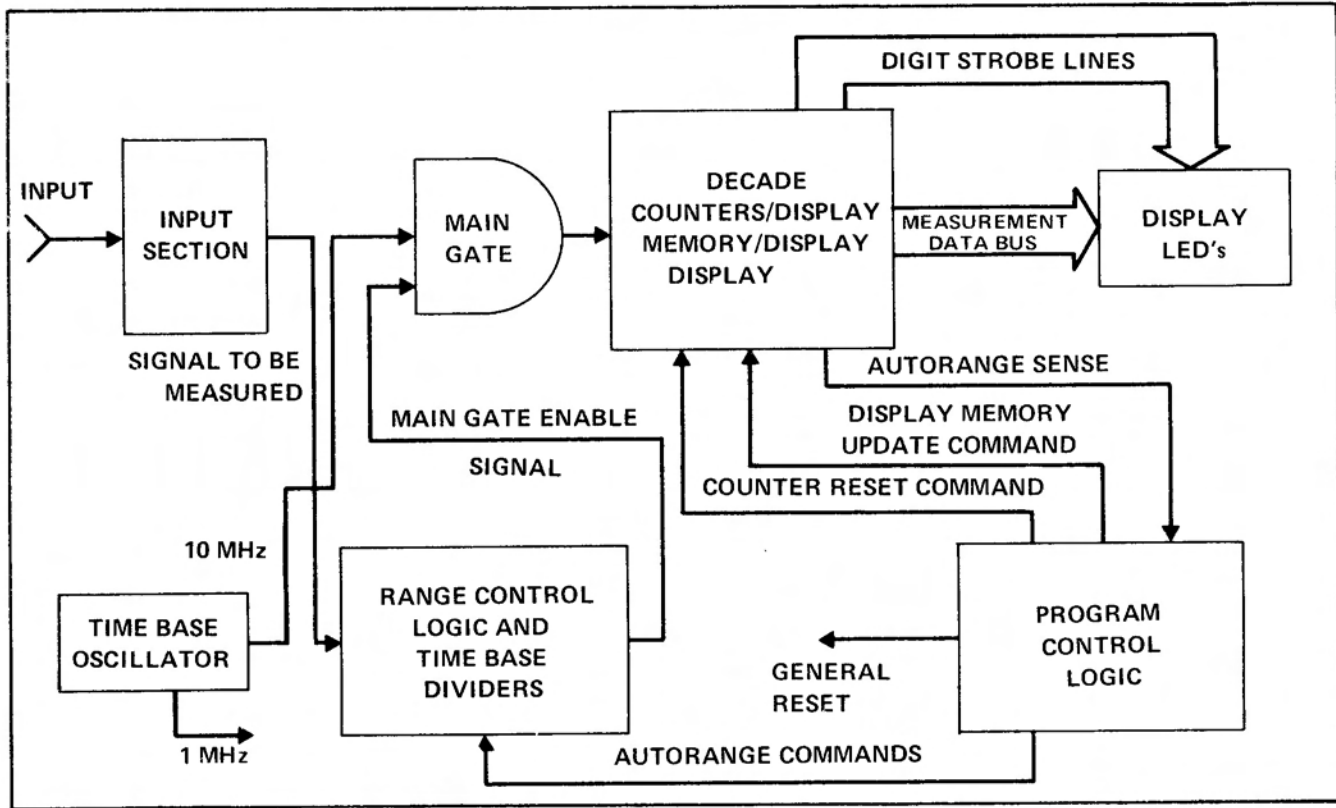 DIGIT STROBE LINES
INPUT
INPUT
SECTION
MAIN
GATE
DECADE
COUNTERS/DISPLAY
MEMORY/DISPLAY
DISPLAY
MEASUREMENT
DATA BUS
DISPLAY
LED's
SIGNAL TO BE
MEASURED
AUTORANGE SENSE
MAIN GATE ENABLE
SIGNAL
DISPLAY MEMORY
UPDATE COMMAND
COUNTER RESET COMMAND
10 MHz
TIME BASE
OSCILLATOR
1 MHz
RANGE CONTROL
LOGIC AND
TIME BASE
DIVIDERS
GENERAL
RESET
PROGRAM
CONTROL
LOGIC
AUTORANGE COMMANDS